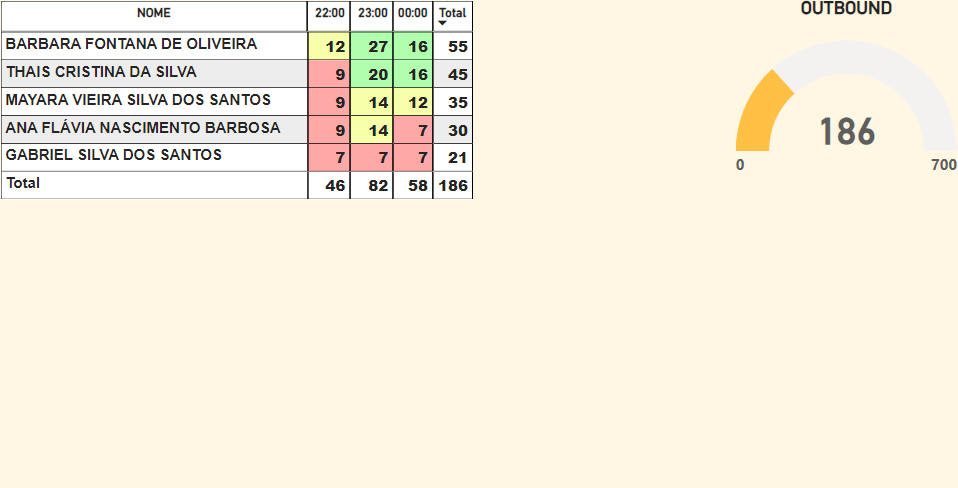 NOME 22:00 23:00 00:00 Total
BARBARA FONTANA DE OLIVEIRA 12 27 16 55
THAIS CRISTINA DA SILVA 9 20 16 45
MAYARA VIEIRA SILVA DOS SANTOS 9 14 12 35
ANA FLÁVIA NASCIMENTO BARBOSA 9 14 7 30
GABRIEL SILVA DOS SANTOS 7 7 7 21
Total 46 82 58 186
OUTBOUND
186
0 700